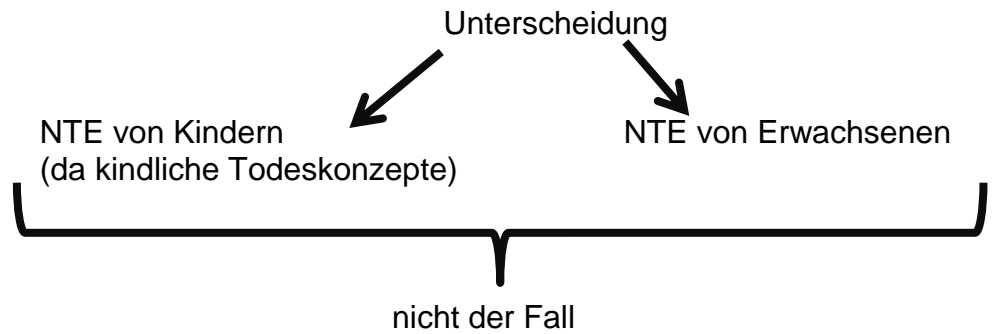 Unterscheidung
NTE von Kindern
(da kindliche Todeskonzepte)
NTE von Erwachsenen
nicht der Fall